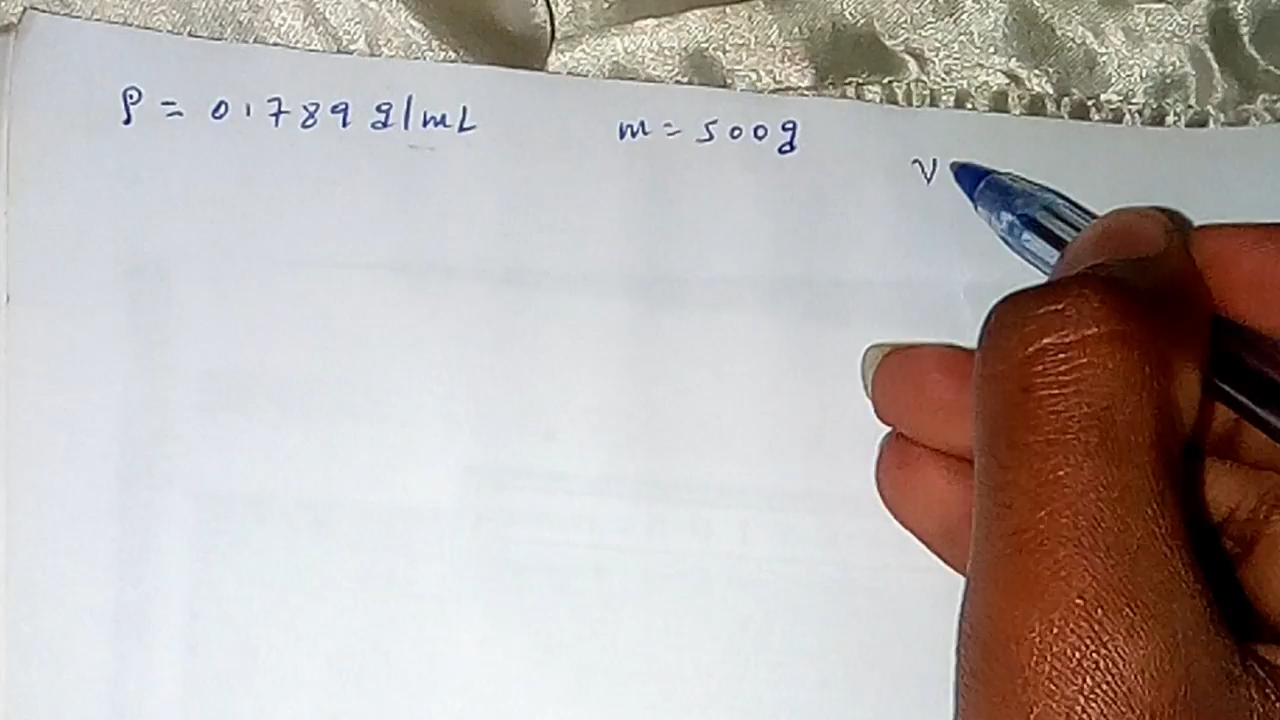 ρ = 0.789 g/mL m = 500g V